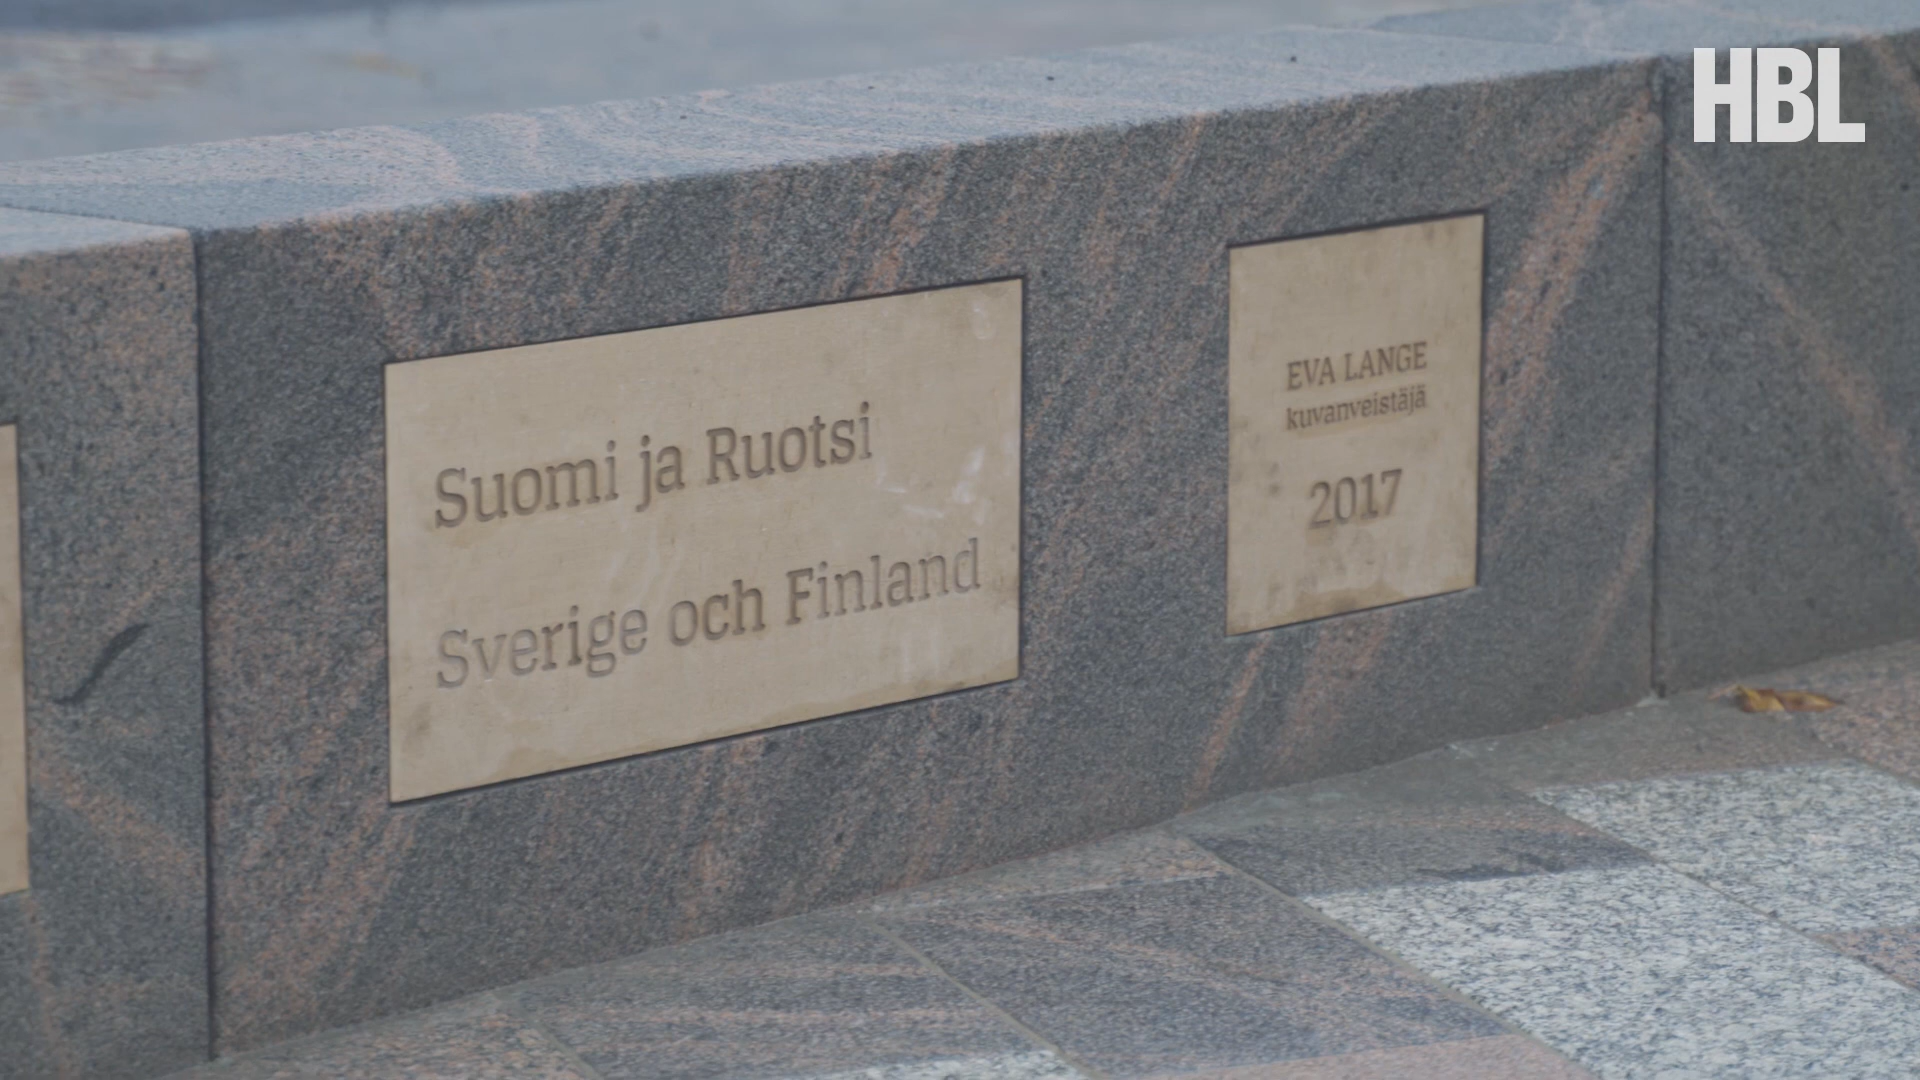 HBL
Suomi ja Ruotsi
Sverige och Finland
EVA LANGE
kuvanveistäjä
2017